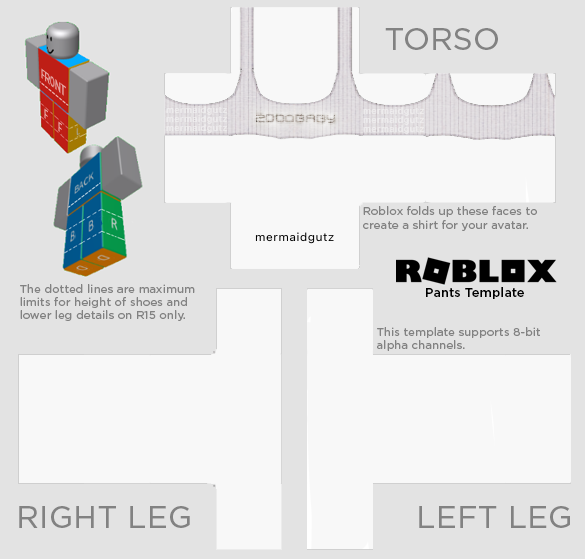 TORSO
FRONT
F
F
L
2000BABY
BACK
B
B
R
Roblox folds up these faces to
create a shirt for your avatar.
mermaidgutz
ROBLOX
Pants Template
The dotted lines are maximum
limits for height of shoes and
lower leg details on R15 only.
This template supports 8-bit
alpha channels.
RIGHT LEG
LEFT LEG